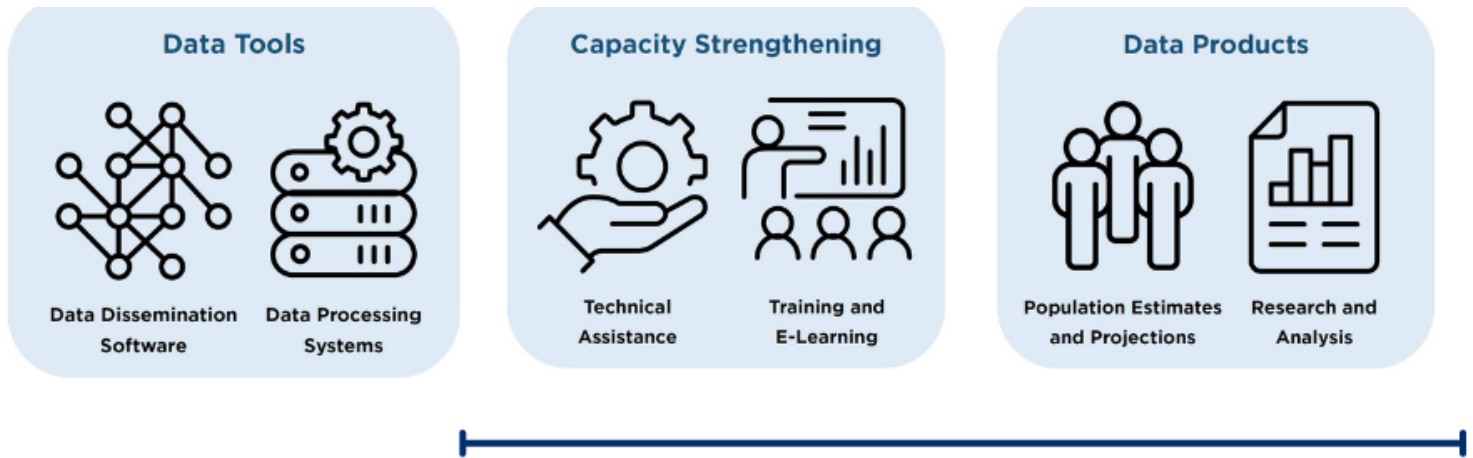 Data Tools
Data Dissemination
Software
Data Processing
Systems
Capacity Strengthening
Technical
Assistance
Training and
E-Learning
Data Products
Population Estimates
and Projections
Research and
Analysis